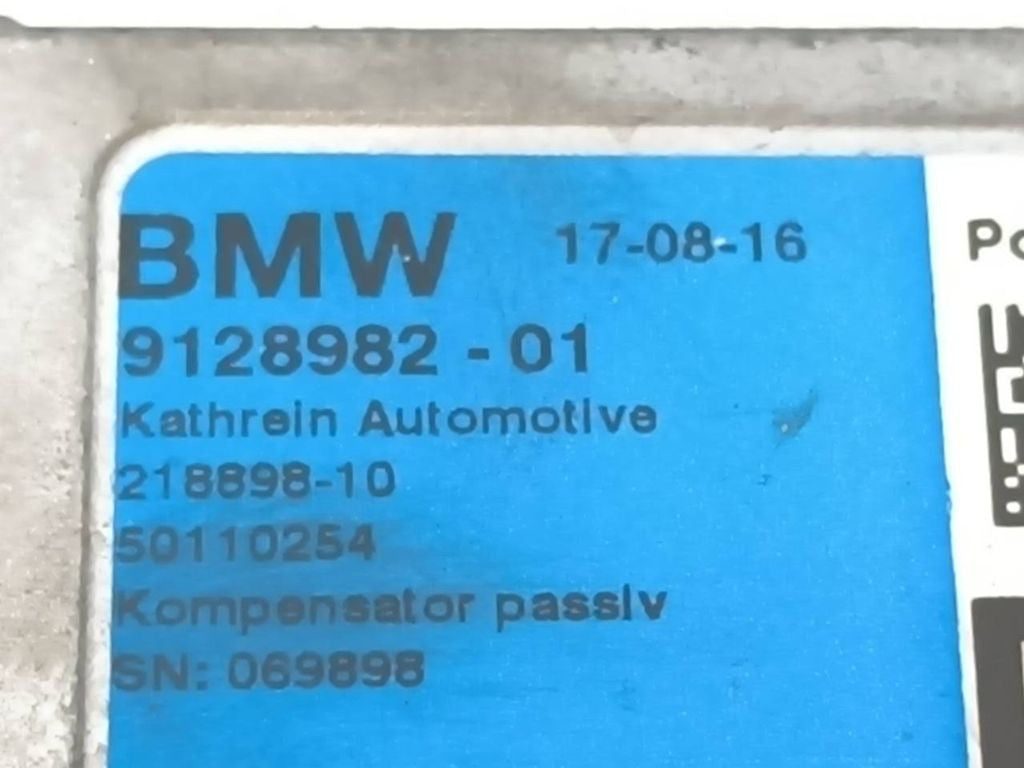 BMW 17-08-16
9128982 - 01
Kathrein Automotive
218898-10
50110254
Kompensator passiv
SN: 069898